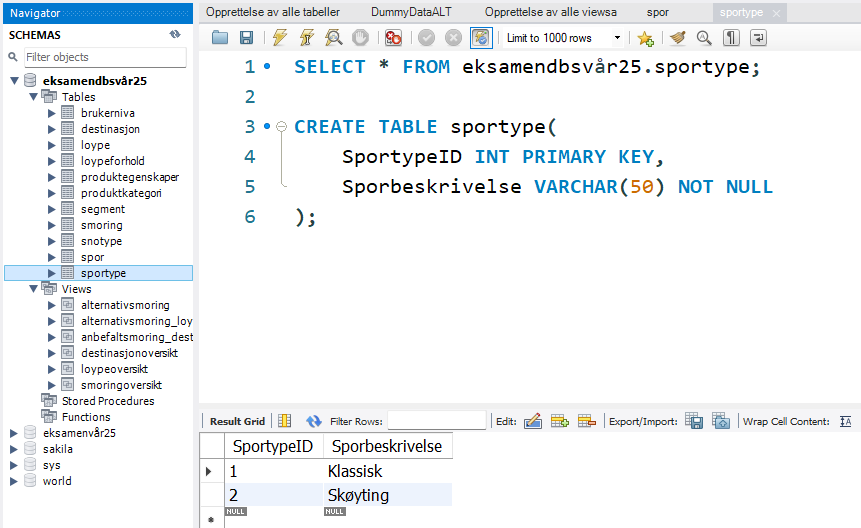 Navigator
SCHEMAS
Filter objects
eksamendbsvår25
Tables
brukerniva
destinasjon
loype
loypeforhold
produktegenskaper
produktkategori
segment
smoring
snotype
spor
sportype
Views
alternativsmoring
alternativsmoring_loy
anbefaltsmoring_dest
destinasjonoversikt
loypeoversikt
smoringoversikt
Stored Procedures
Functions
eksamenvår25
sakila
sys
world
Opprettelse av alle tabeller DummyDataALT Opprettelse av alle viewsa spor sportype
Limit to 1000 rows
1 SELECT * FROM eksamendbsvår25.sportype;
2
3 CREATE TABLE sportype(
4 SportypeID INT PRIMARY KEY,
5 Sporbeskrivelse VARCHAR(50) NOT NULL
6 );
Result Grid Filter Rows: Edit: Export/Import: Wrap Cell Content:
SportypeID Sporbeskrivelse
1 Klassisk
2 Skøyting
NULL NULL